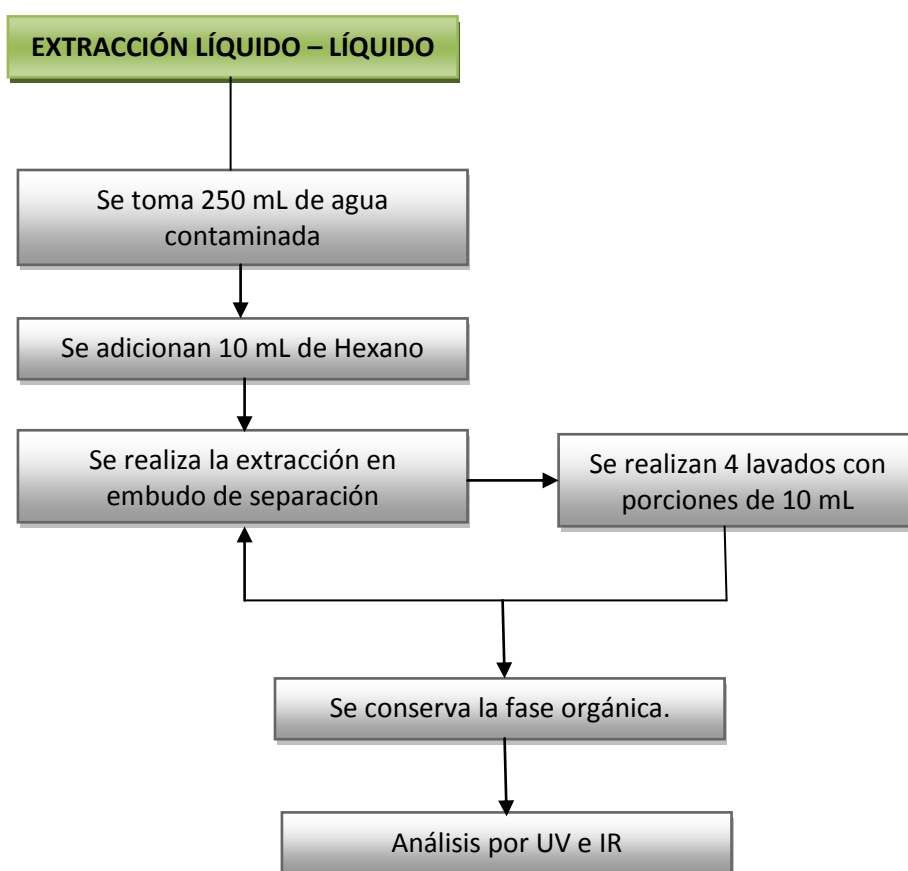 EXTRACCIÓN LÍQUIDO – LÍQUIDO
Se toma 250 mL de agua
contaminada
Se adicionan 10 mL de Hexano
Se realiza la extracción en
embudo de separación
Se realizan 4 lavados con
porciones de 10 mL
Se conserva la fase orgánica.
Análisis por UV e IR